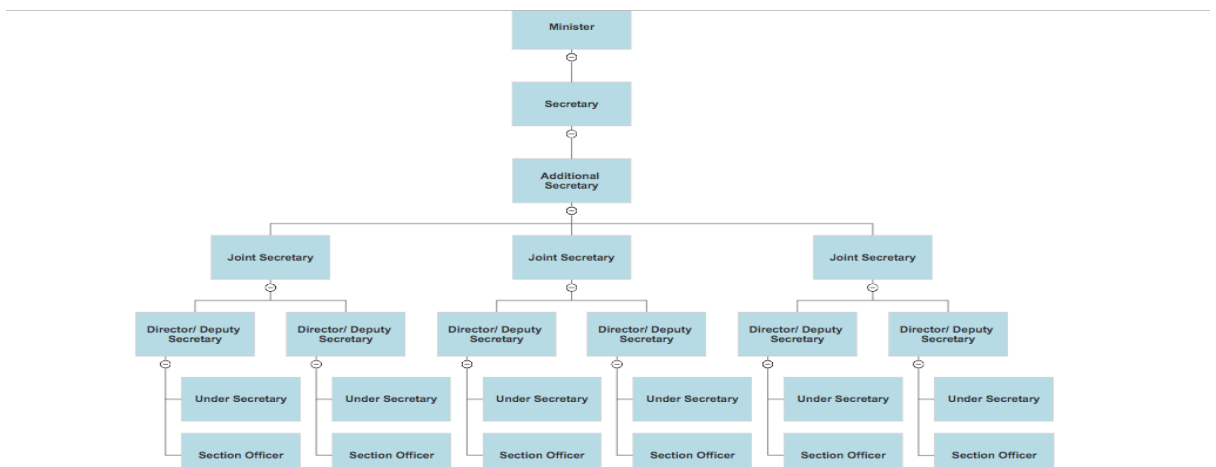 Minister
Secretary
Additional
Secretary
Joint Secretary
Joint Secretary
Joint Secretary
Director/ Deputy
Secretary
Director/ Deputy
Secretary
Director/ Deputy
Secretary
Director/ Deputy
Secretary
Director/ Deputy
Secretary
Director/ Deputy
Secretary
Under Secretary
Under Secretary
Under Secretary
Under Secretary
Under Secretary
Under Secretary
Section Officer
Section Officer
Section Officer
Section Officer
Section Officer
Section Officer